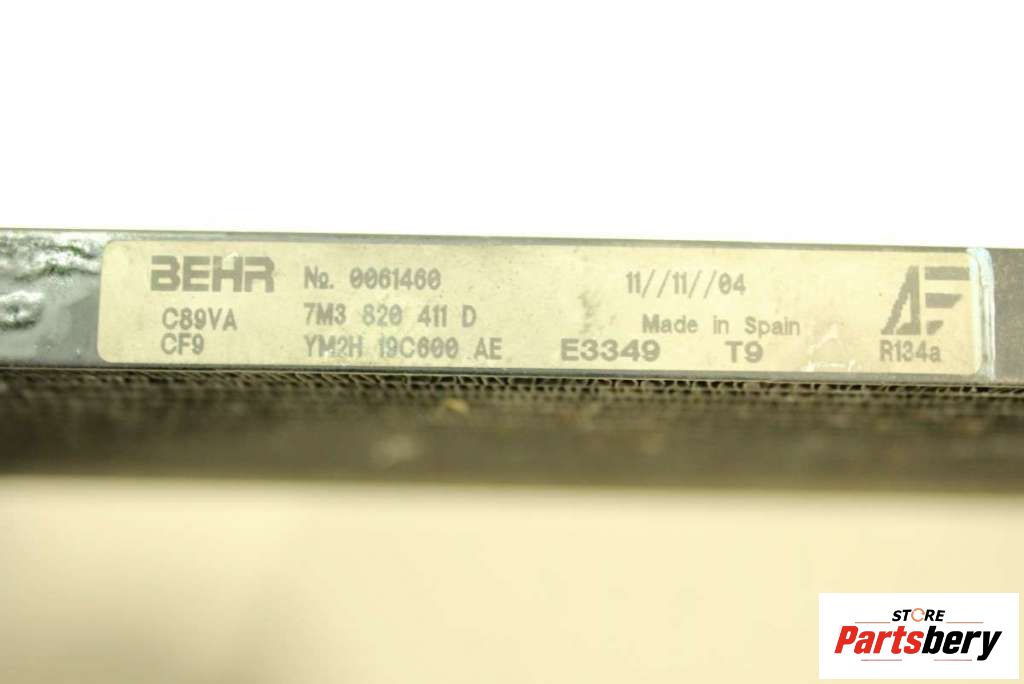 BEHR № 0061460 11//11//04
C89VA 7M3 820 411 D Made in Spain
CF9 YM2H 19C600 AE E3349 T9 R134a
STORE
Partsbery